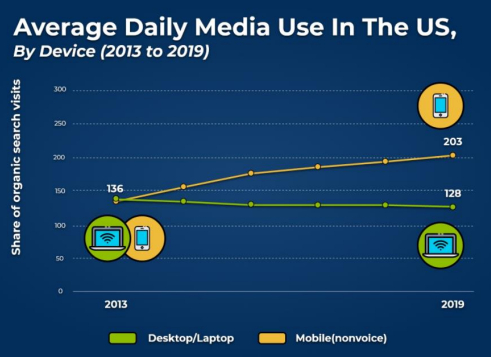 Average Daily Media Use In The US,
By Device (2013 to 2019)
Share of organic search visits
300
250
200
150
100
50
0
136
203
128
2013
2019
Desktop/Laptop
Mobile(nonvoice)